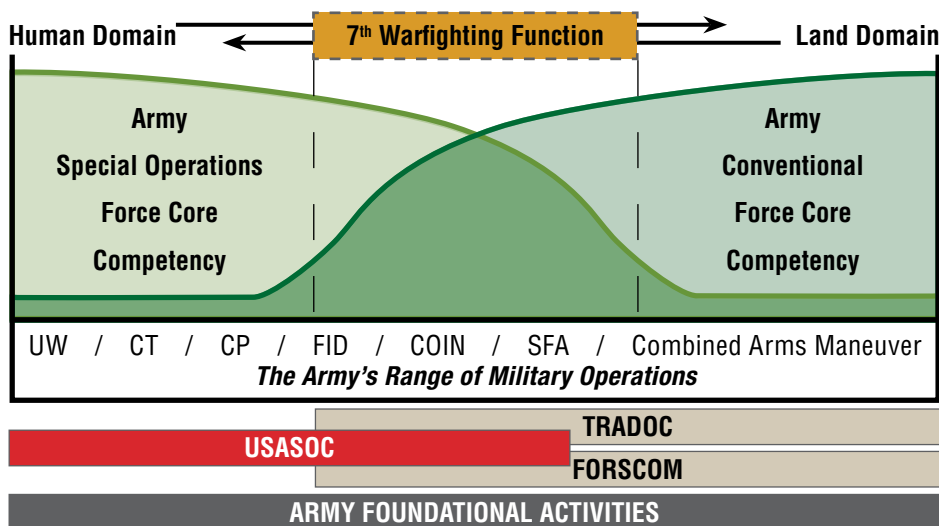 Human Domain
7th Warfighting Function
Land Domain
Army
Special Operations
Force Core
Competency
Army
Conventional
Force Core
Competency
UW / CT / CP / FID / COIN / SFA / Combined Arms Maneuver
The Army's Range of Military Operations
TRADOC
USASOC
FORSCOM
ARMY FOUNDATIONAL ACTIVITIES